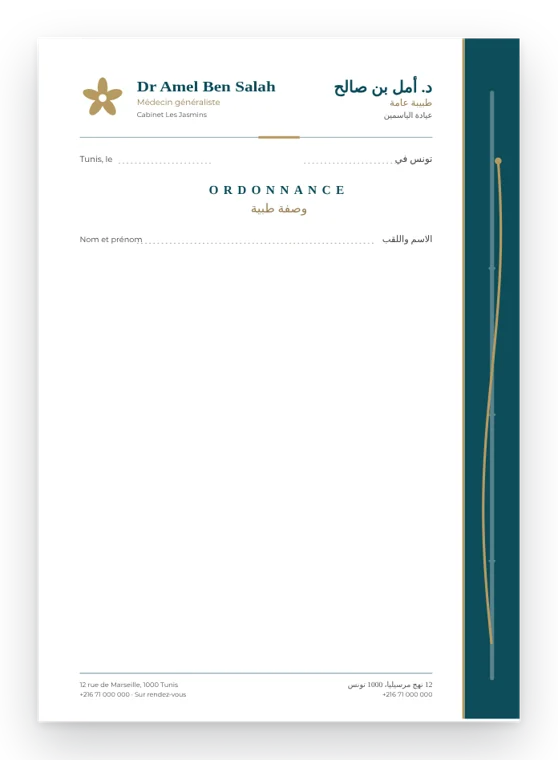 Dr Amel Ben Salah
Médecin généraliste
Cabinet Les Jasmins
د. أمل بن صالح
طبيبة عامة
عيادة الياسمين
Tunis, le
تونس في
ORDONNANCE
وصفة طبية
Nom et prénom
الاسم واللقب
12 rue de Marseille, 1000 Tunis
+216 71 000 000 · Sur rendez-vous
12 نهج مرسيليا، 1000 تونس
+216 71 000 000